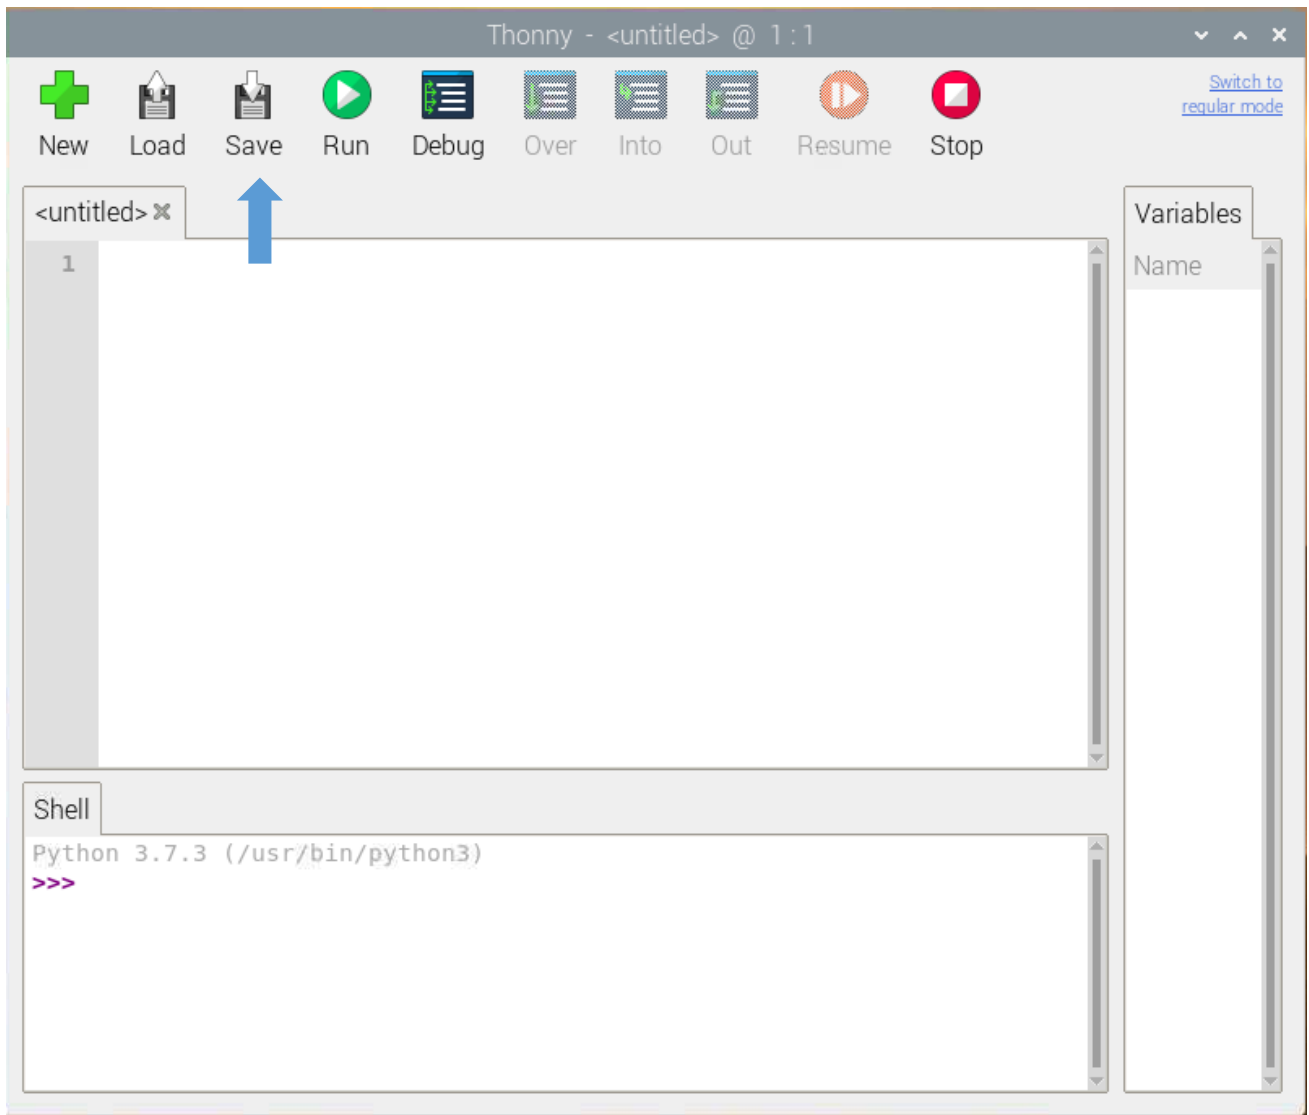 Thonny - <untitled> @ 1:1
New Load Save Run Debug Over Into Out Resume Stop
Switch to
regular mode
<untitled>
Variables
1
Name
Shell
Python 3.7.3 (/usr/bin/python3)
>>>